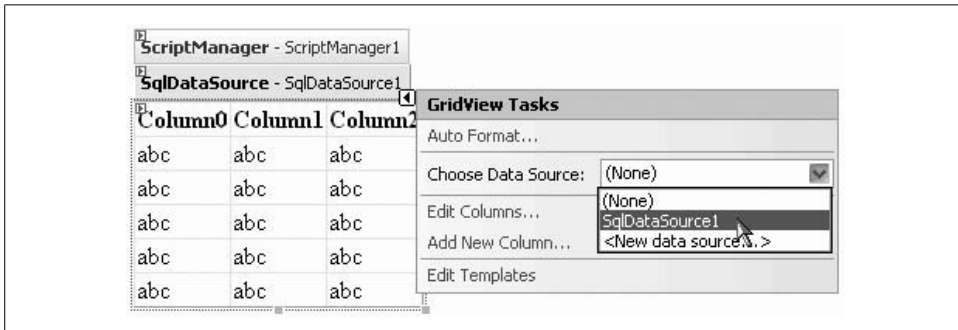 ScriptManager - ScriptManager1
SqlDataSource - SqlDataSource1
Column0 Column1 Column2
abc abc abc
abc abc abc
abc abc abc
abc abc abc
abc abc abc
GridView Tasks
Auto Format...
Choose Data Source: (None)
(None)
SqlDataSource1
<New data source...>
Edit Columns...
Add New Column...
Edit Templates